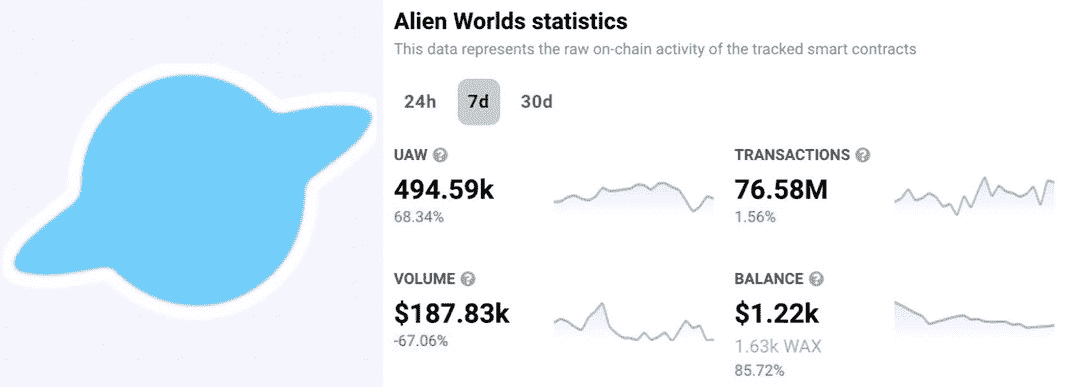 Alien Worlds statistics
This data represents the raw on-chain activity of the tracked smart contracts
24h 7d 30d
UAW ?
494.59k
68.34%
TRANSACTIONS ?
76.58M
1.56%
VOLUME ?
$187.83k
-67.06%
BALANCE ?
$1.22k
1.63k WAX
85.72%